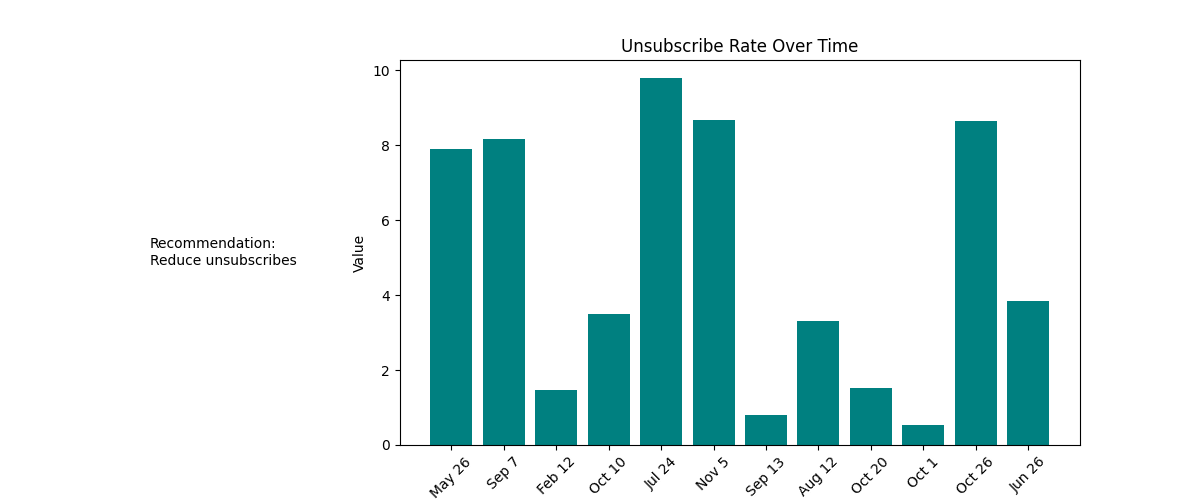 Unsubscribe Rate Over Time
10
8
6
4
2
0
Value
Recommendation:
Reduce unsubscribes
May 26
Sep 7
Feb 12
Oct 10
Jul 24
Nov 5
Sep 13
Aug 12
Oct 20
Oct 1
Oct 26
Jun 26